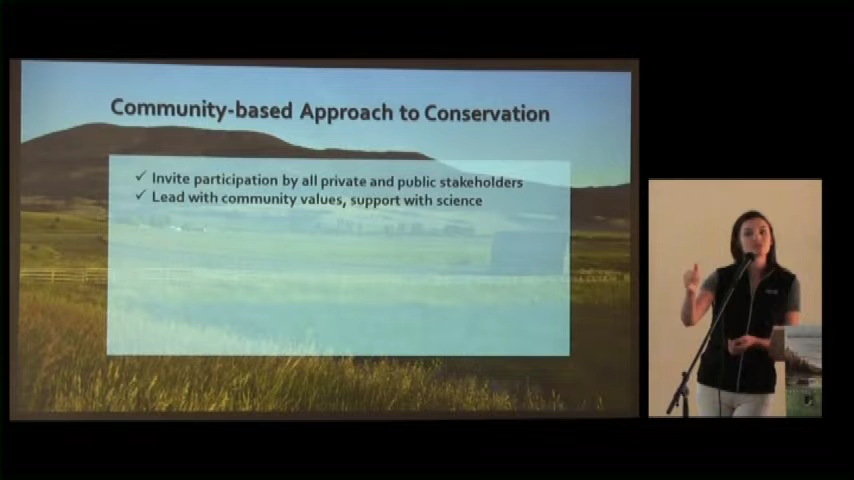 Community-based Approach to Conservation
✓ Invite participation by all private and public stakeholders
✓ Lead with community values, support with science